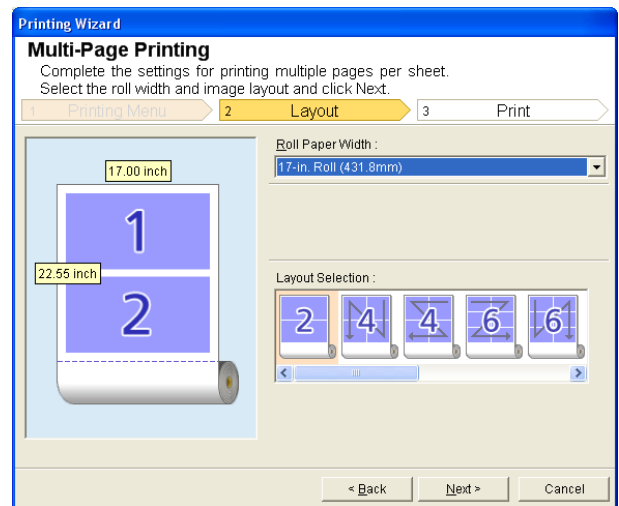 Printing Wizard
Multi-Page Printing
Complete the settings for printing multiple pages per sheet.
Select the roll width and image layout and click Next.
1 Printing Menu 2 Layout 3 Print
Roll Paper Width :
17-in. Roll (431.8mm)
17.00 inch
1
22.55 inch
2
Layout Selection :
2 4 4 6 6
< Back Next > Cancel